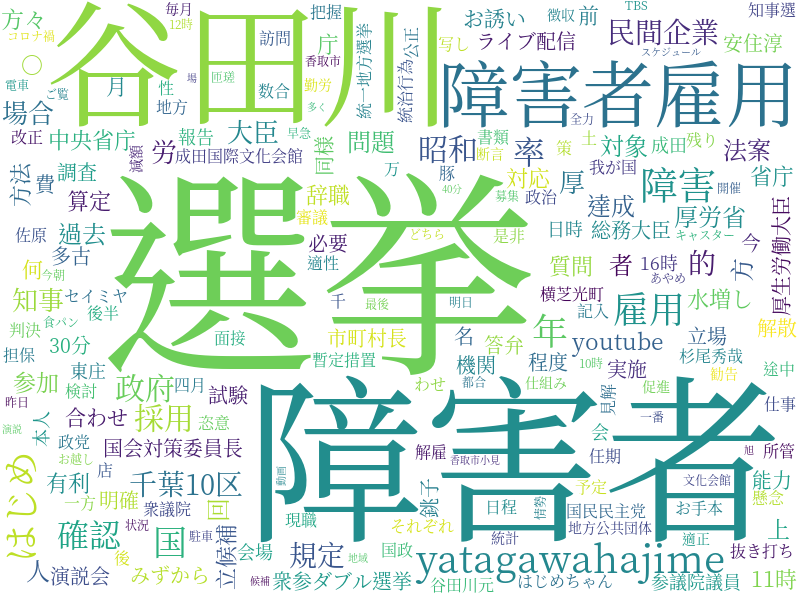 方々
毎月
12時
コロナ禍
谷田川
把握
お誘い
前
TBS
民間企業
知事選
訪問
庁
統一地方選挙
統治行為
公正
写し
ライブ配信
徴収
安住淳
スケジュール
〇
電車
ご覧
月
性
匝瑳
香取市
勤労
数合
多く
場
障害者雇用
場合
地方
全力
改正
中央省庁
報告
大臣
早急
同様
問題
昭和
書類
断言
率
策
土
対象
成田
残り
法案
減額
労
成田国際文化会館
万
豚
40分
我が国
方法
費
調査
選挙
辞職
対応
募集
政治
厚
障害
開催
省庁
算定
審議
達成
厚労省
厚生労働大臣
佐原
過去
必要
どちら
是非
日時
総務大臣
キャスター
今
何
今朝
多古
適性
質問
者
16時
的
方
あやめ
知事
セイミヤ
後半
千
最後
明日
横芝光町
記入
雇用
水増し
判決
食パン
面接
市町村長
名
答弁
年
youtube
立場
解散
担保
30分
暫定措置
機関
程度
10時
実施
杉尾秀哉
途中
参加
東庄
検討
政府
四月
試験
わせ
都合
仕組み
見解
促進
勧告
仕事
昨日
演説
本人
政党
合わせ
採用
恣意
障害者
会
一番
国会対策委員長
解雇
香取市小見
任期
旭
所管
はじめ
お越し
店
有利
千葉10区
動画
銚子
文化会館
能力
一方
明確
衆議院
回
現職
それぞれ
日程
情勢
予定
国民民主党
お手本
懸念
確認
国
状況
駐車
立候補
統計
地方公共団体
適正
上
抜き打ち
後
会場
規定
国政
地域
yatagawahajime
人
演説会
みずから
候補
衆参ダブル選挙
谷田川元
はじめちゃん
参議院議員
11時